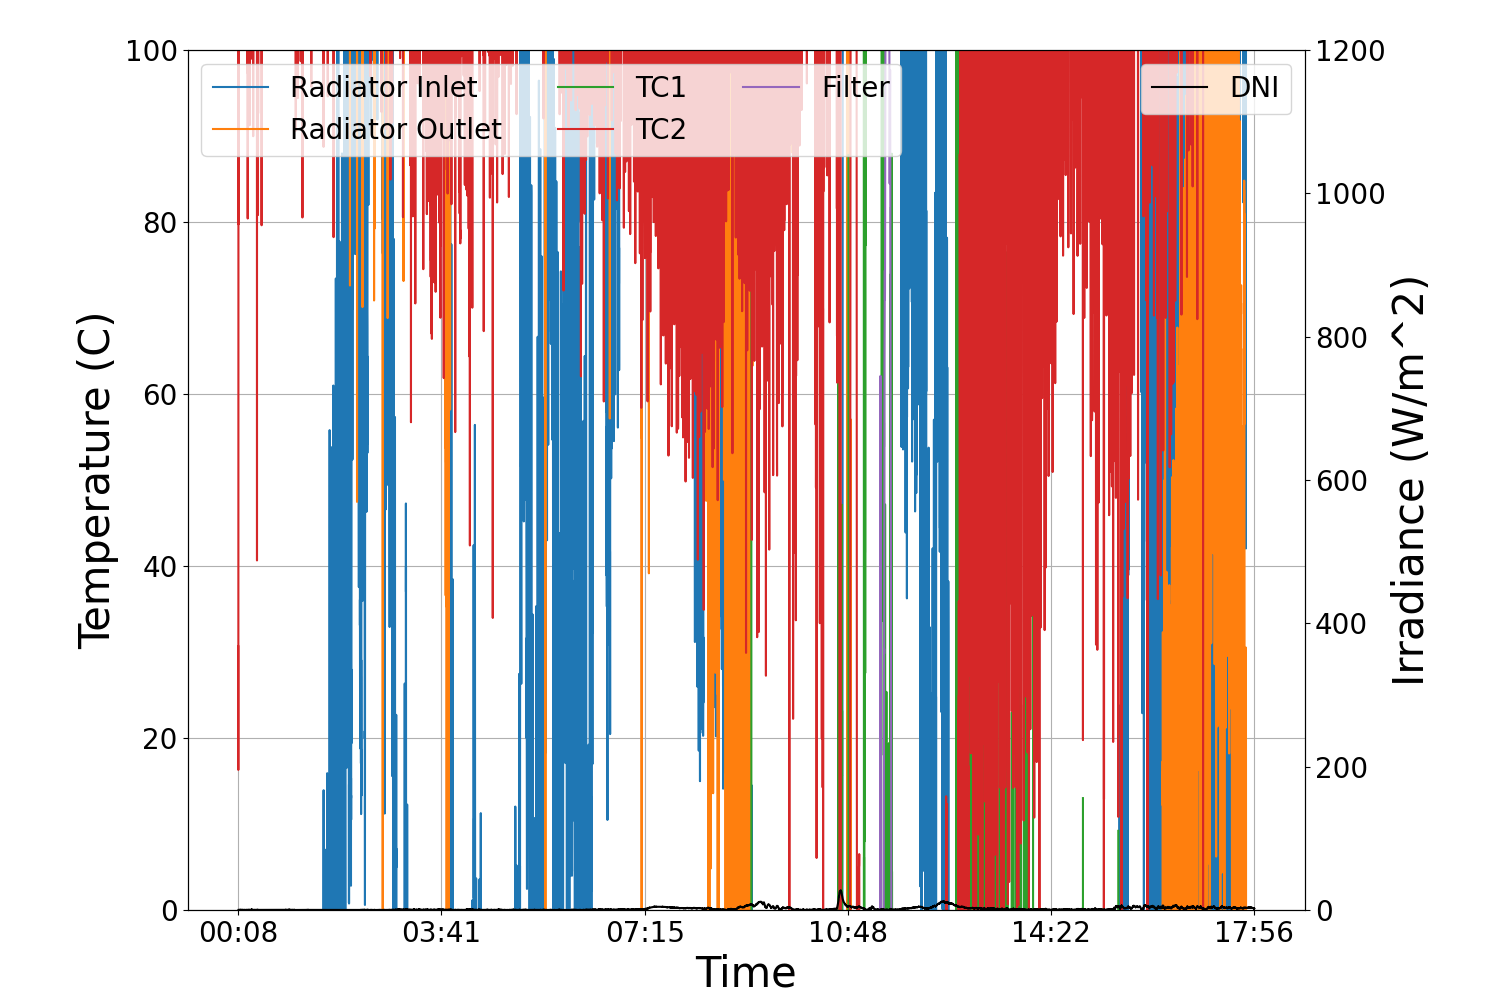 100
80
60
40
20
0
Temperature (C)
Radiator Inlet
Radiator Outlet
TC1
TC2
Filter
DNI
1200
1000
800
600
400
200
0
Irradiance (W/m^2)
00:08
03:41
07:15
10:48
14:22
17:56
Time